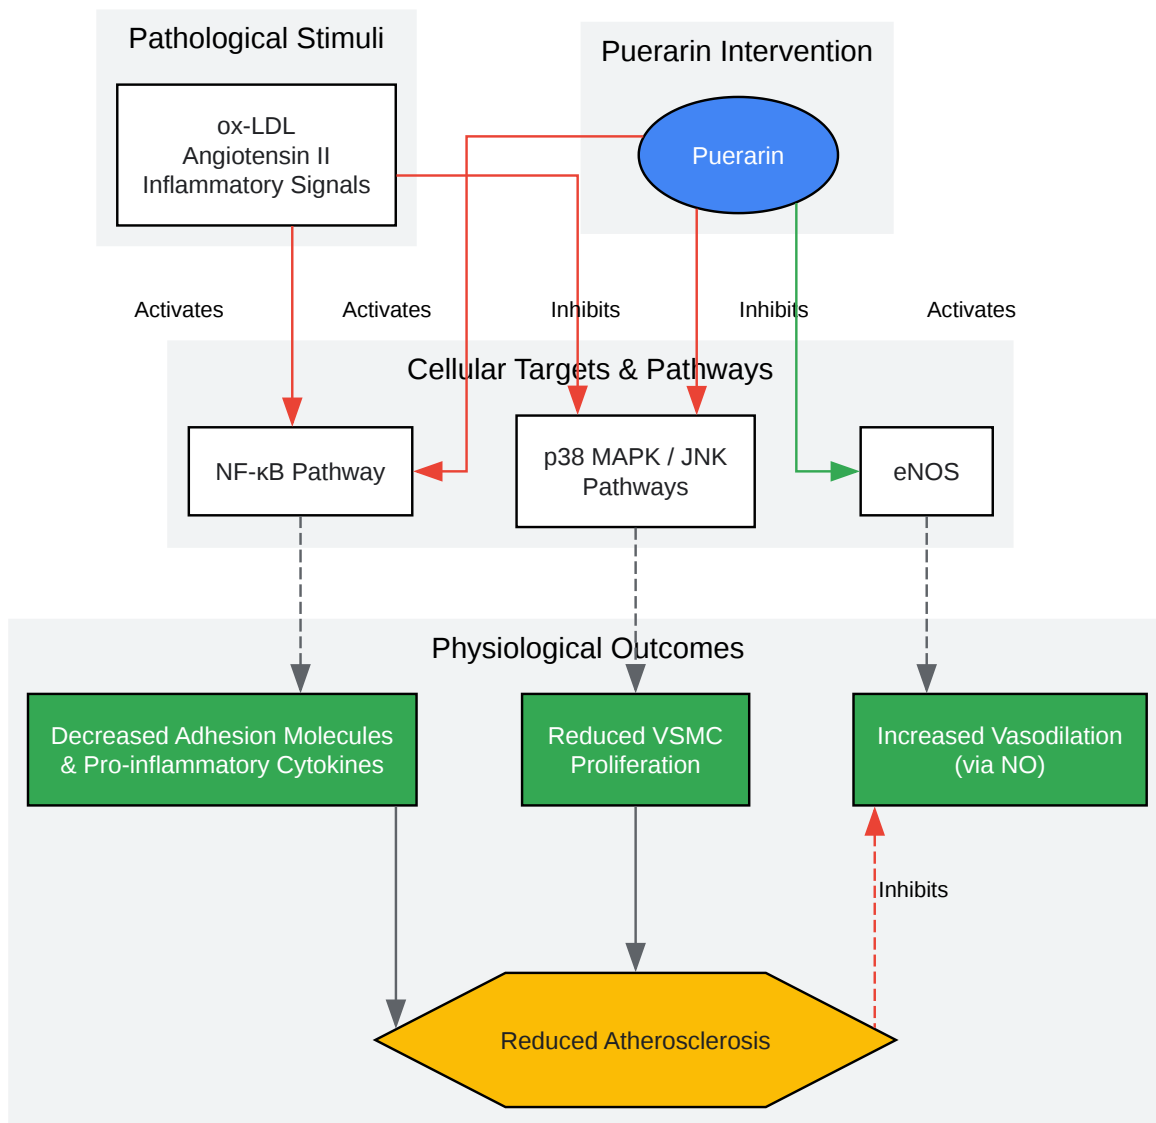 Pathological Stimuli
Puerarin Intervention
ox-LDL
Angiotensin II
Inflammatory Signals
Puerarin
Activates
Activates
Inhibits
Inhibits
Activates
Cellular Targets & Pathways
NF-κB Pathway
p38 MAPK / JNK
Pathways
eNOS
Physiological Outcomes
Decreased Adhesion Molecules
& Pro-inflammatory Cytokines
Reduced VSMC
Proliferation
Increased Vasodilation
(via NO)
Inhibits
Reduced Atherosclerosis